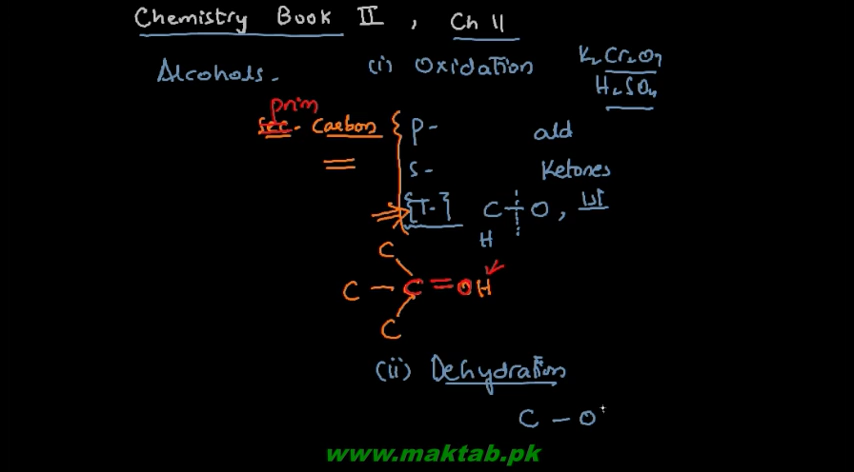 Chemistry Book II , Ch 11
Alcohols - (i) Oxidation K₂Cr₂O₇
H₂SO₄
prim
sec - Carbon { P - ald
S - Ketones
[T-] C + O , 1st
H
C
C — C = OH
C
(ii) Dehydration
C — O
www.maktab.pk